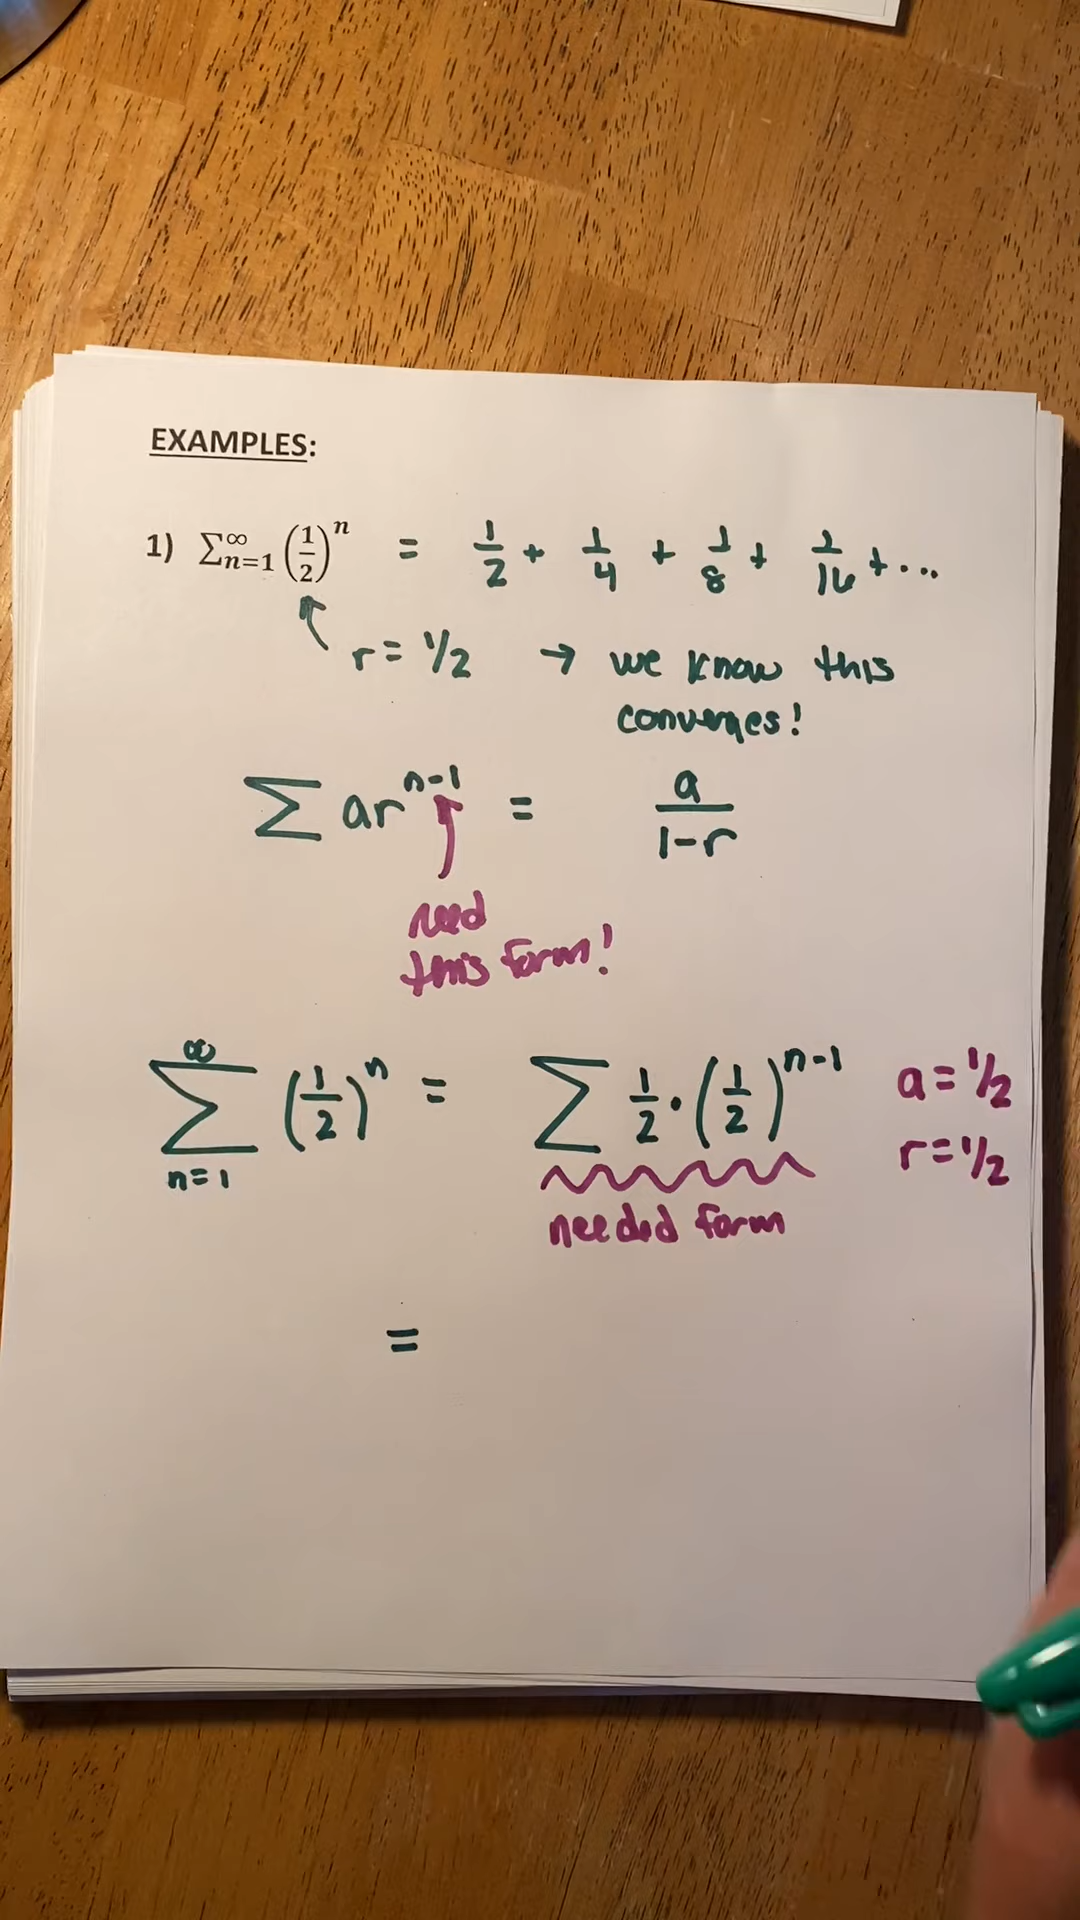 EXAMPLES:
1) ∑_{n=1}^{∞} (1/2)^n = 1/2 + 1/4 + 1/8 + 1/16 + ...
r = 1/2 → we know this
converges!
∑ ar^{n-1} = a/(1-r)
need
this form!
∑_{n=1}^{∞} (1/2)^n = ∑ 1/2 · (1/2)^{n-1} a = 1/2
r = 1/2
needed form
=